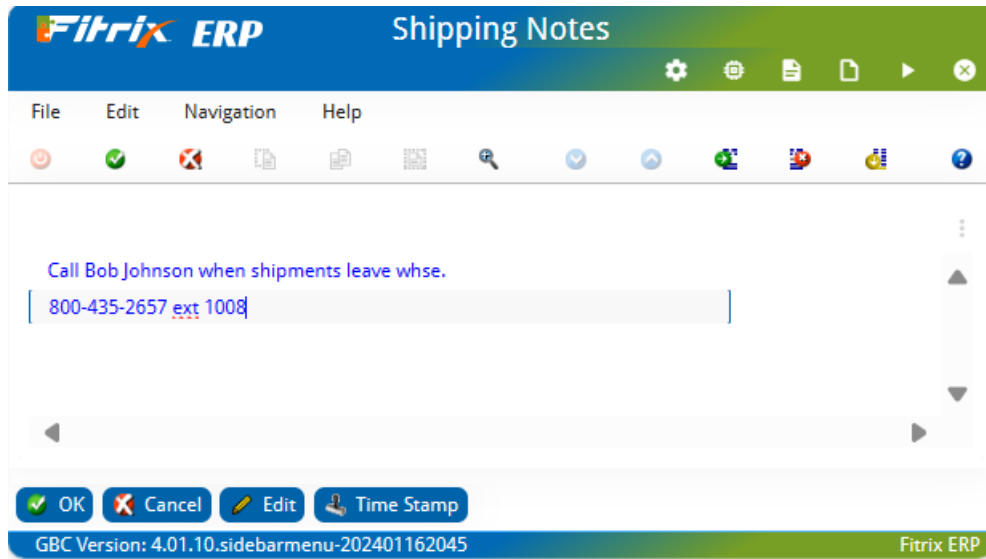 Fitrix ERP Shipping Notes
File Edit Navigation Help
Call Bob Johnson when shipments leave whse.
800-435-2657 ext 1008
OK Cancel Edit Time Stamp
GBC Version: 4.01.10.sidebarmenu-202401162045 Fitrix ERP